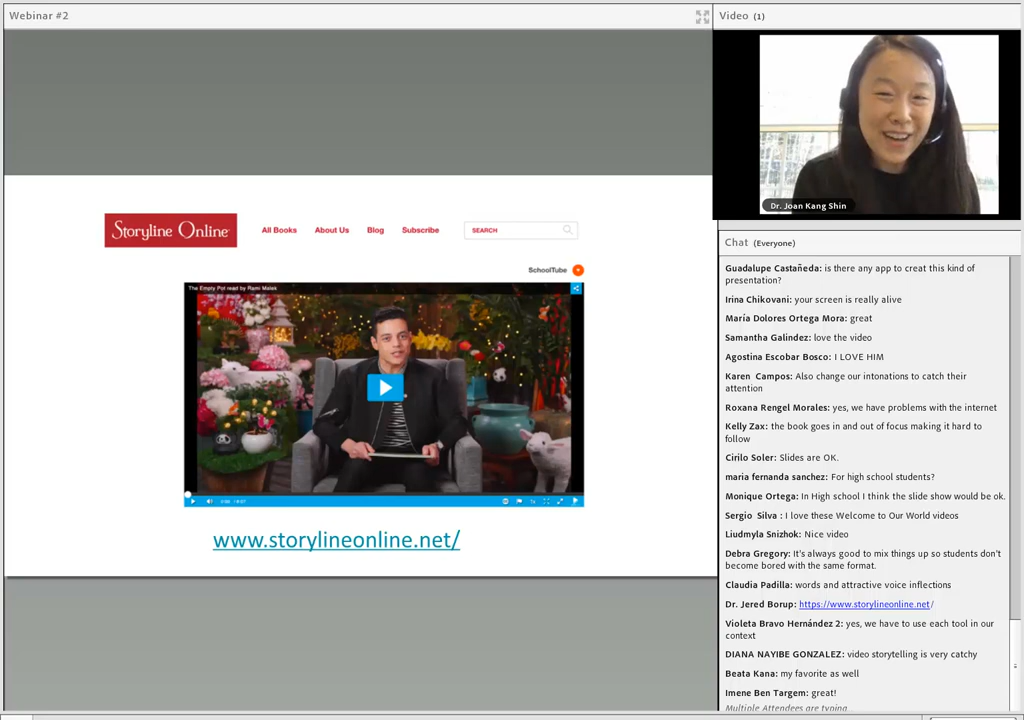 Webinar #2
Video (1)
Dr. Joan Kang Shin
Storyline Online
All Books
About Us
Blog
Subscribe
SEARCH
SchoolTube
The Empty Pot read by Rami Malek
www.storylineonline.net/
Chat (Everyone)
Guadalupe Castañeda: is there any app to creat this kind of
presentation?
Irina Chikovani: your screen is really alive
María Dolores Ortega Mora: great
Samantha Galindez: love the video
Agostina Escobar Bosco: I LOVE HIM
Karen Campos: Also change our intonations to catch their
attention
Roxana Rengel Morales: yes, we have problems with the internet
Kelly Zax: the book goes in and out of focus making it hard to
follow
Cirilo Soler: Slides are OK.
maria fernanda sanchez: For high school students?
Monique Ortega: In High school I think the slide show would be ok.
Sergio Silva : I love these Welcome to Our World videos
Liudmyla Snizhok: Nice video
Debra Gregory: It's always good to mix things up so students don't
become bored with the same format.
Claudia Padilla: words and attractive voice inflections
Dr. Jered Borup: https://www.storylineonline.net/
Violeta Bravo Hernández 2: yes, we have to use each tool in our
context
DIANA NAYIBE GONZALEZ: video storytelling is very catchy
Beata Kana: my favorite as well
Imene Ben Targem: great!
Multiple Attendees are typing...